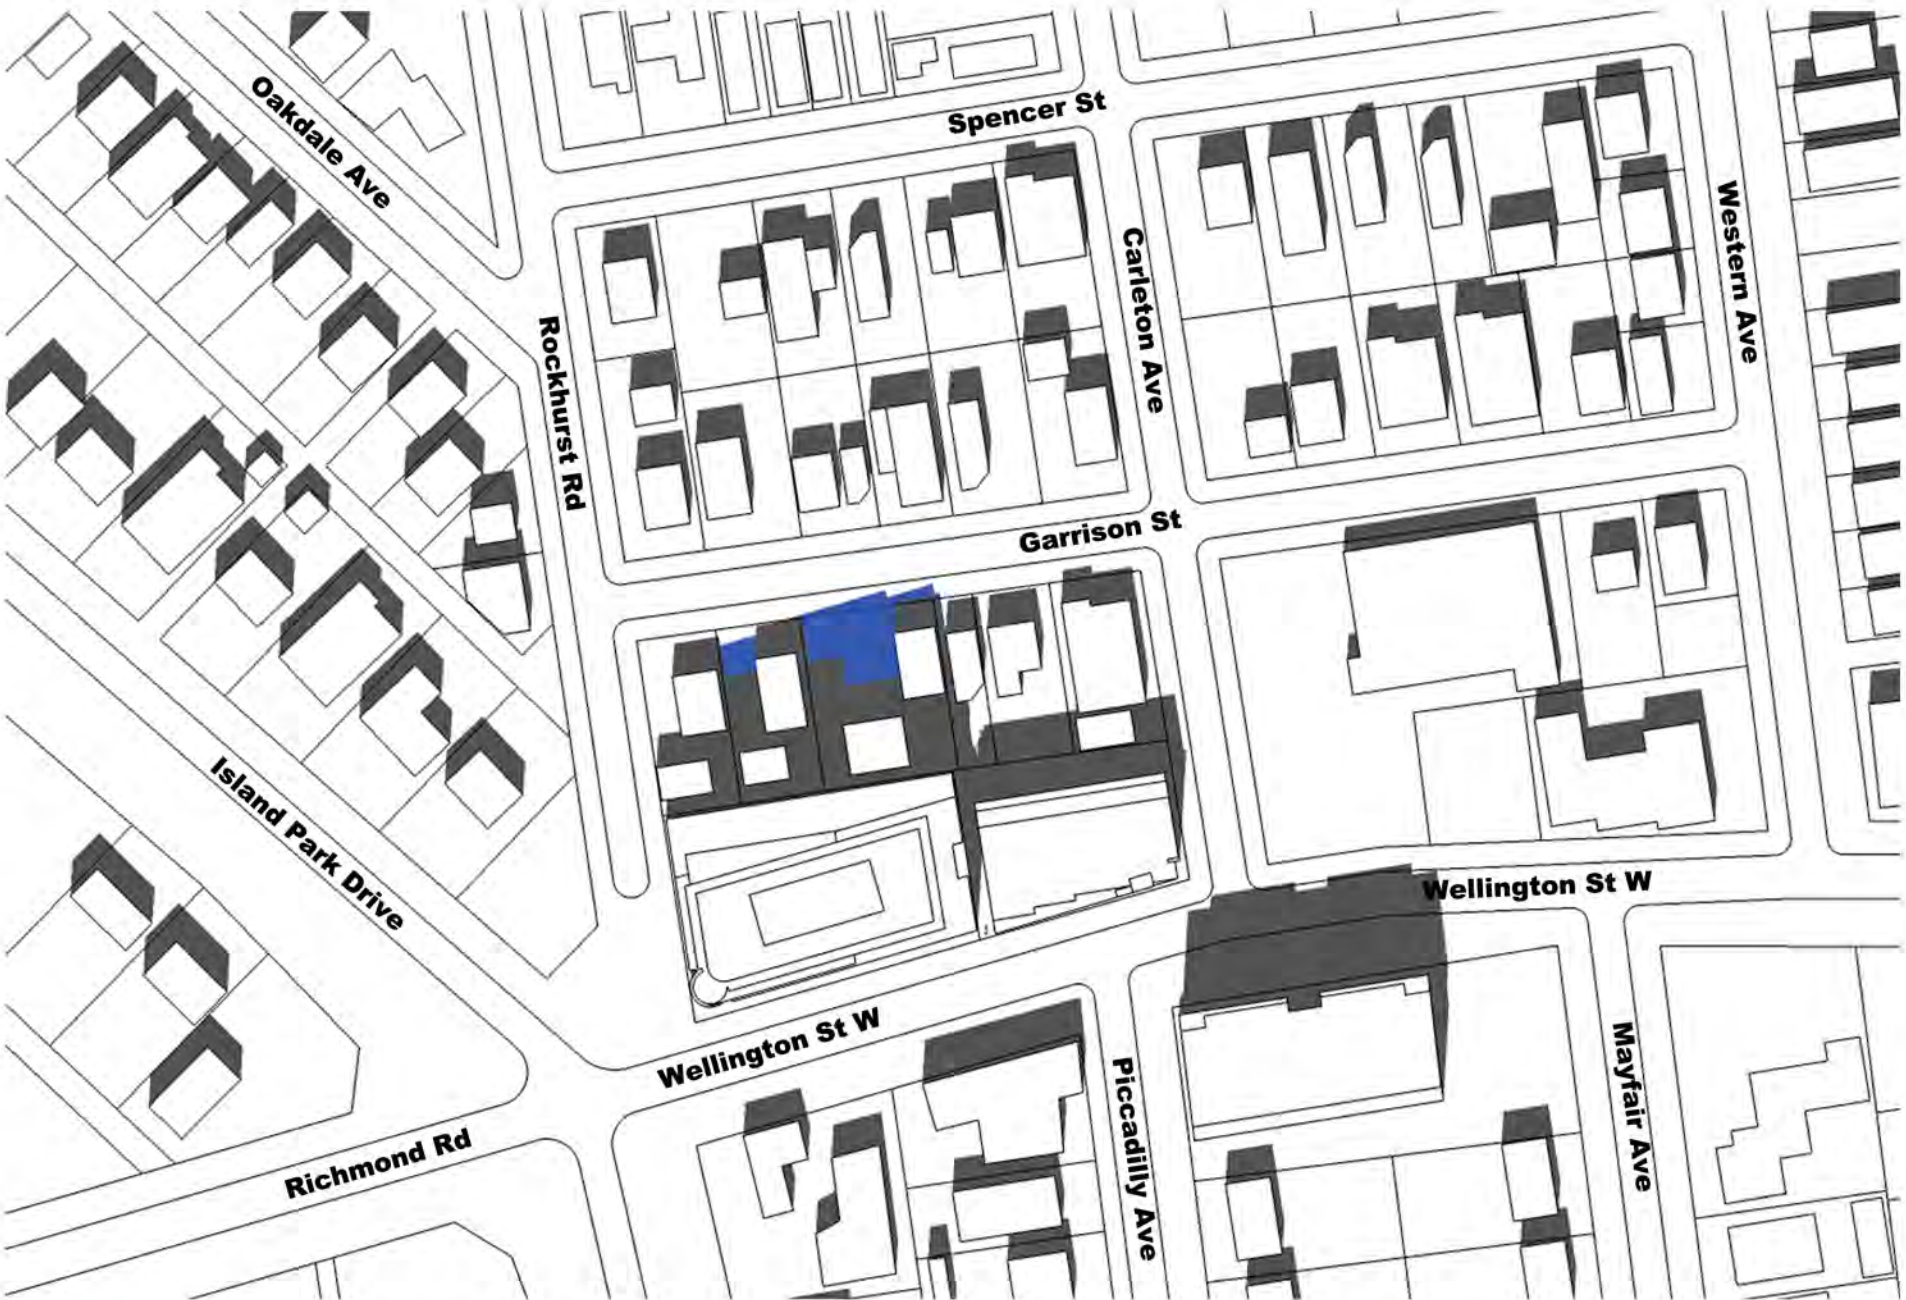 Oakdale Ave
Spencer St
Western Ave
Carleton Ave
Rockhurst Rd
Garrison St
Island Park Drive
Wellington St W
Wellington St W
Piccadilly Ave
Mayfair Ave
Richmond Rd